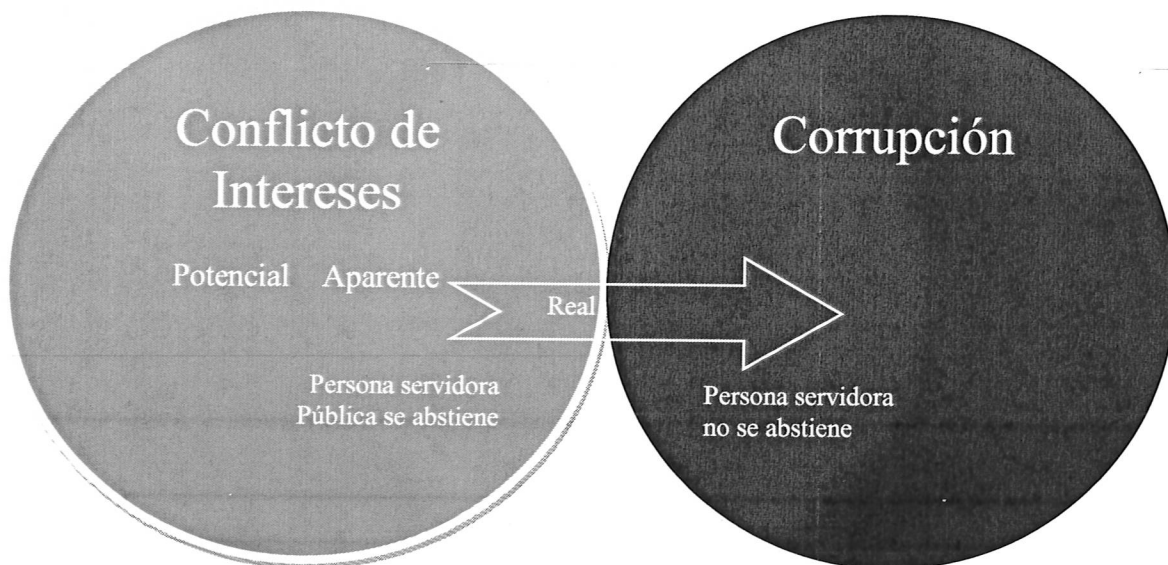 Conflicto de
Intereses
Potencial Aparente
Real
Persona servidora
Pública se abstiene
Corrupción
Persona servidora
no se abstiene